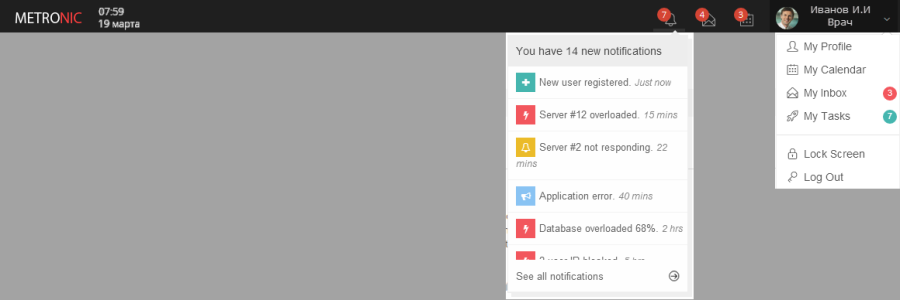 METRONIC
07:59
19 марта
7
4
3
Иванов И.И
Врач
You have 14 new notifications
New user registered. Just now
Server #12 overloaded. 15 mins
Server #2 not responding. 22
mins
Application error. 40 mins
Database overloaded 68%. 2 hrs
See all notifications
My Profile
My Calendar
My Inbox 3
My Tasks 7
Lock Screen
Log Out